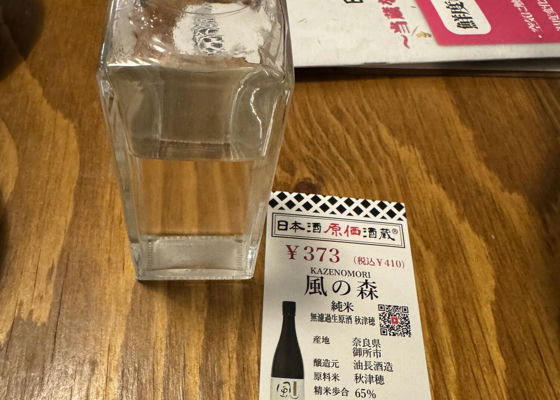 日本酒原価酒蔵®
￥373 (税込￥410)
KAZENOMORI
風の森
純米
無濾過生原酒 秋津穂
産地 奈良県
御所市
醸造元 油長酒造
原料米 秋津穂
精米歩合 65%
〜当蔵